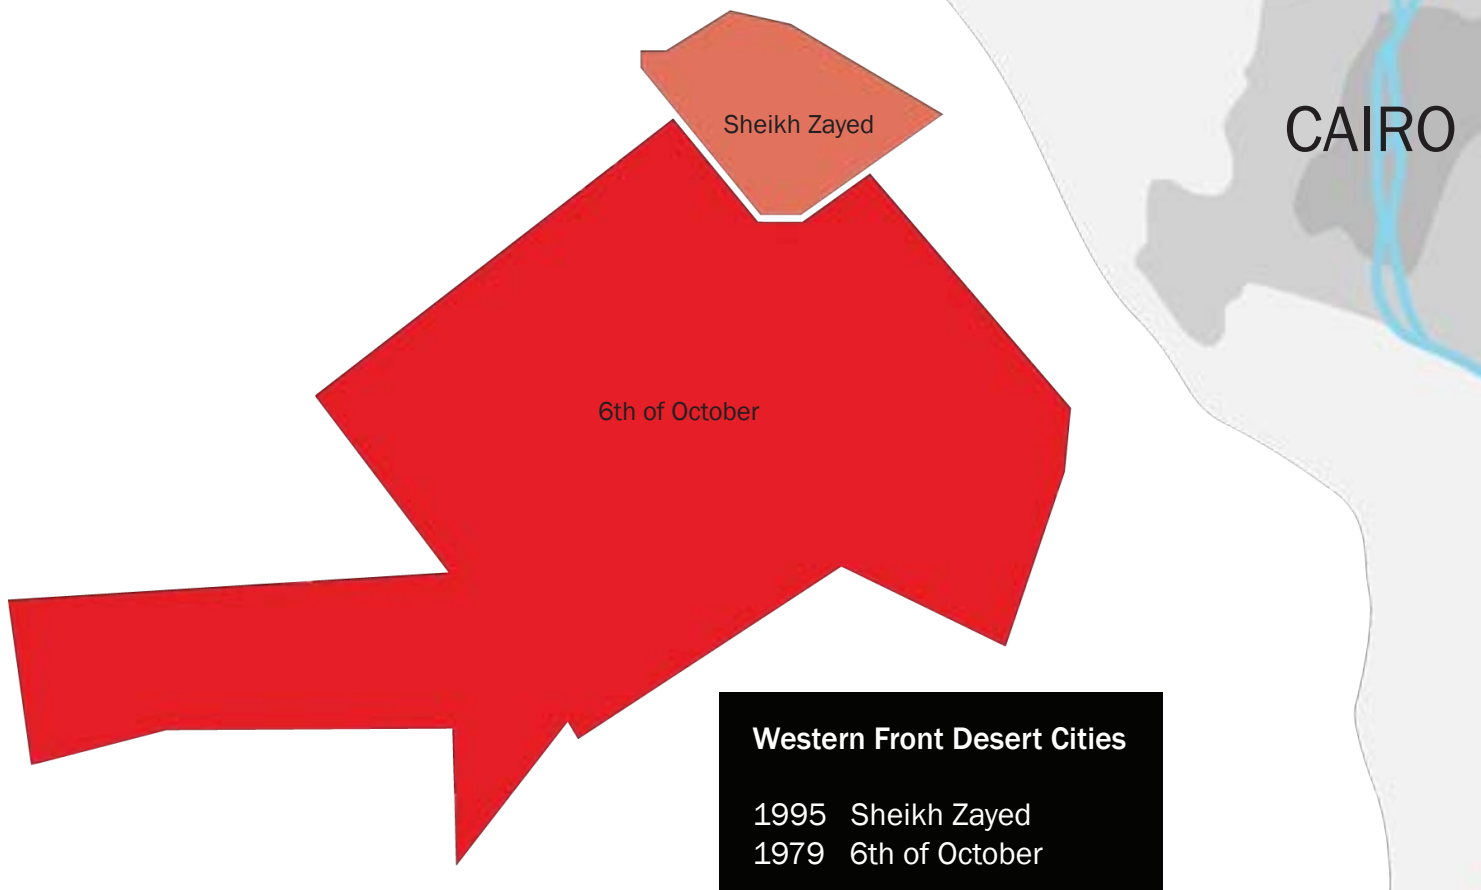 Sheikh Zayed
CAIRO
6th of October
Western Front Desert Cities
1995 Sheikh Zayed
1979 6th of October